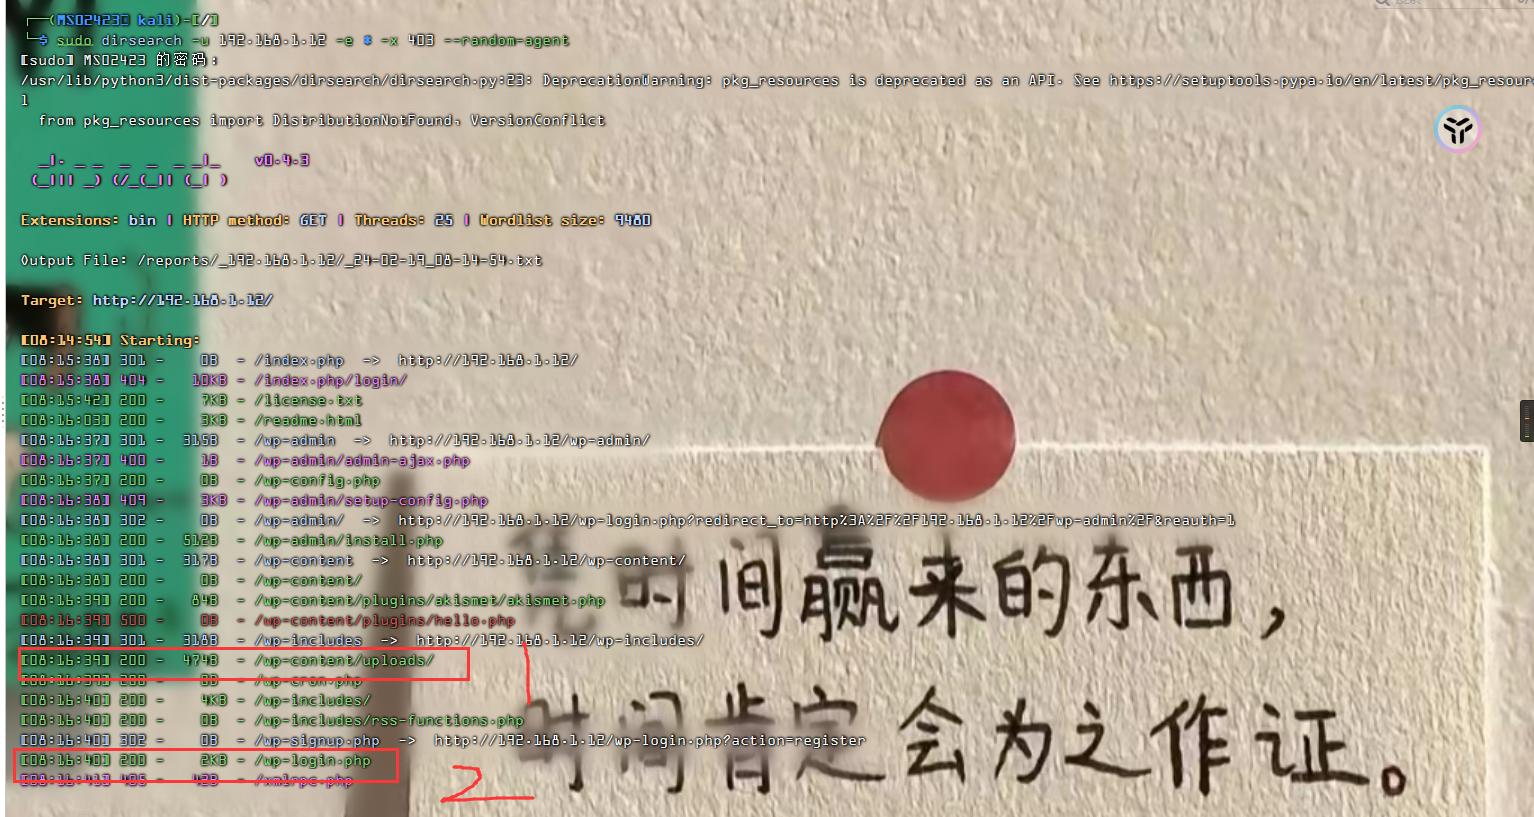 ┌──(MS02423㉿kali)-[/]
└─$ sudo dirsearch -u 192.168.1.12 -e * -x 403 --random-agent
[sudo] MS02423 的密码：
/usr/lib/python3/dist-packages/dirsearch/dirsearch.py:23: DeprecationWarning: pkg_resources is deprecated as an API. See https://setuptools.pypa.io/en/latest/pkg_resour
l
from pkg_resources import DistributionNotFound, VersionConflict
v0.4.3
Extensions: bin | HTTP method: GET | Threads: 25 | Wordlist size: 9480
Output File: /reports/_192.168.1.12/_24-02-19_08-14-54.txt
Target: http://192.168.1.12/
[08:14:54] Starting:
[08:15:38] 301 - 0B - /index.php -> http://192.168.1.12/
[08:15:38] 404 - 10KB - /index.php/login/
[08:15:42] 200 - 7KB - /license.txt
[08:16:03] 200 - 3KB - /readme.html
[08:16:37] 301 - 315B - /wp-admin -> http://192.168.1.12/wp-admin/
[08:16:37] 400 - 1B - /wp-admin/admin-ajax.php
[08:16:37] 200 - 0B - /wp-config.php
[08:16:38] 409 - 3KB - /wp-admin/setup-config.php
[08:16:38] 302 - 0B - /wp-admin/ -> http://192.168.1.12/wp-login.php?redirect_to=http%3A%2F%2F192.168.1.12%2Fwp-admin%2F&reauth=1
[08:16:38] 200 - 512B - /wp-admin/install.php
[08:16:38] 301 - 317B - /wp-content -> http://192.168.1.12/wp-content/
[08:16:38] 200 - 0B - /wp-content/
[08:16:39] 200 - 84B - /wp-content/plugins/akismet/akismet.php
[08:16:39] 500 - 0B - /wp-content/plugins/hello.php
[08:16:39] 301 - 318B - /wp-includes -> http://192.168.1.12/wp-includes/
[08:16:39] 200 - 474B - /wp-content/uploads/
[08:16:39] 200 - 0B - /wp-cron.php
[08:16:40] 200 - 4KB - /wp-includes/
[08:16:40] 200 - 0B - /wp-includes/rss-functions.php
[08:16:40] 302 - 0B - /wp-signup.php -> http://192.168.1.12/wp-login.php?action=register
[08:16:40] 200 - 2KB - /wp-login.php
[08:16:41] 405 - 42B - /xmlrpc.php
1
2
时间赢来的东西，
时间肯定会为之作证。